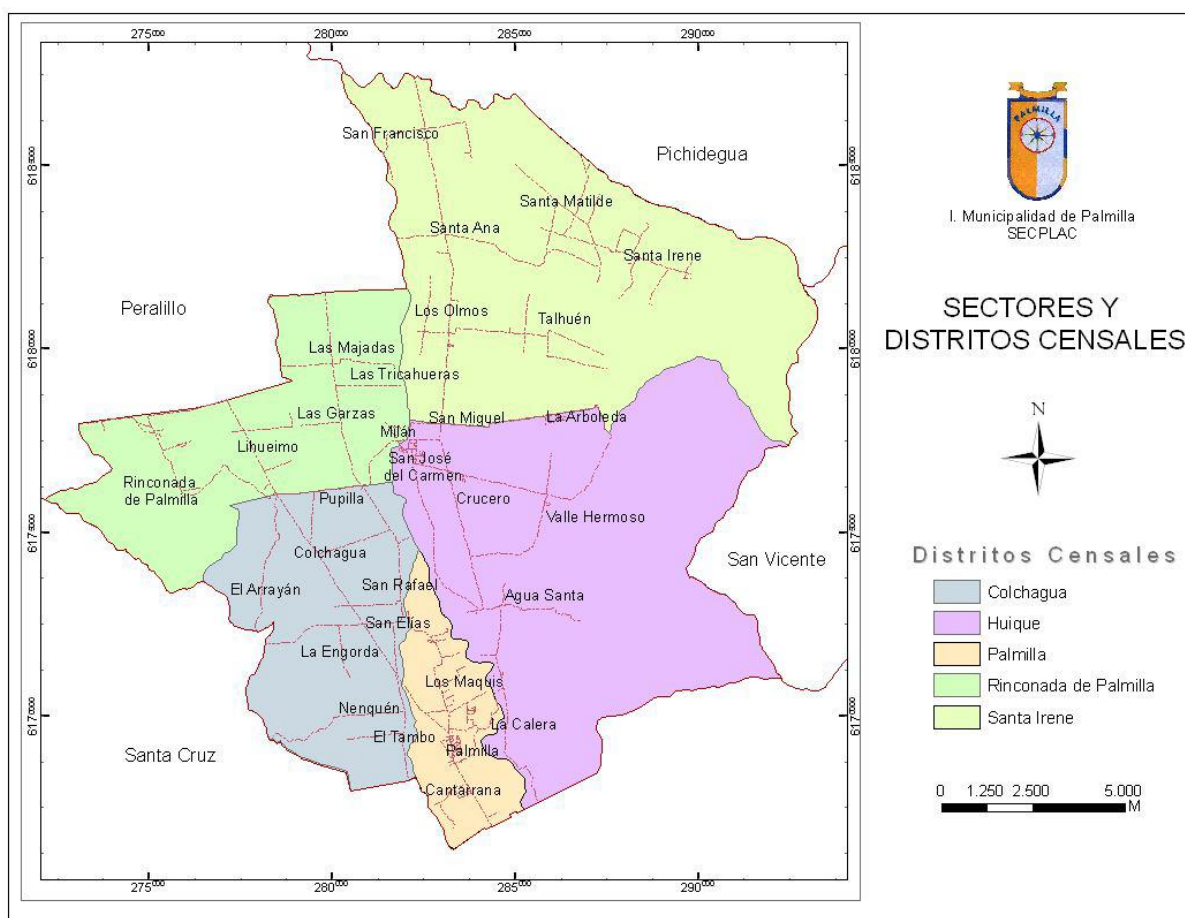 275000
280000
285000
290000
6185000
6180000
6175000
6170000
San Francisco
Pichidegua
Santa Matilde
Santa Ana
Santa Irene
Peralillo
Los Olmos
Talhuén
Las Majadas
Las Tricahueras
Las Garzas
San Miguel
La Arboleda
Milán
Lihueimo
San José
del Carmen
Rinconada
de Palmilla
Pupilla
Crucero
Valle Hermoso
Colchagua
San Vicente
El Arrayán
San Rafael
Agua Santa
San Elías
La Engorda
Los Maquis
Nenquén
La Calera
El Tambo
Palmilla
Santa Cruz
Cantarrana
6185000
6180000
6175000
6170000
275000
280000
285000
290000
PALMILLA
I. Municipalidad de Palmilla
SECPLAC
SECTORES Y
DISTRITOS CENSALES
N
Distritos Censales
Colchagua
Huique
Palmilla
Rinconada de Palmilla
Santa Irene
0 1.250 2.500 5.000
M